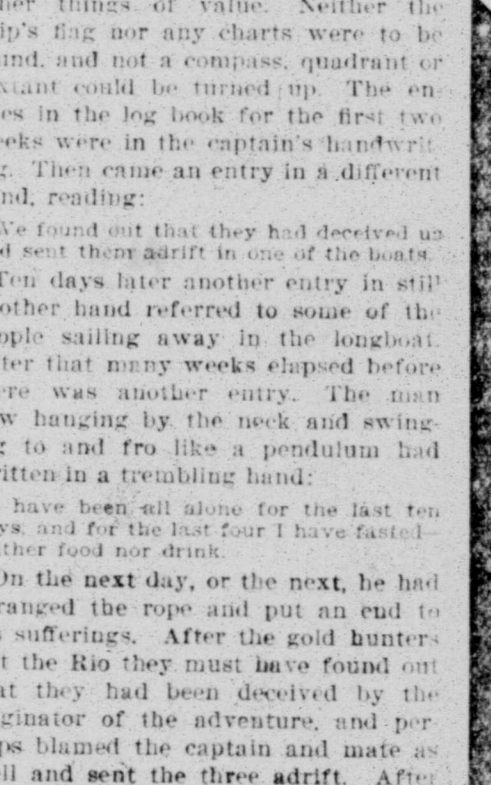 her things of value. Neither the
ip's flag nor any charts were to be
und, and not a compass, quadrant or
xtant could be turned up. The en-
es in the log book for the first two
eeks were in the captain's handwrit-
g. Then came an entry in a different
nd, reading:
We found out that they had deceived us
d sent them adrift in one of the boats.
Ten days later another entry in still
other hand referred to some of the
ople sailing away in the longboat.
ter that many weeks elapsed before
ere was another entry. The man
w hanging by the neck and swing-
g to and fro like a pendulum had
ritten in a trembling hand:
have been all alone for the last ten
ys, and for the last four I have fasted—
ther food nor drink.
On the next day, or the next, he had
ranged the rope and put an end to
s sufferings. After the gold hunters
t the Rio they must have found out
at they had been deceived by the
ginator of the adventure, and per-
ps blamed the captain and mate as
ll and sent the three adrift. After